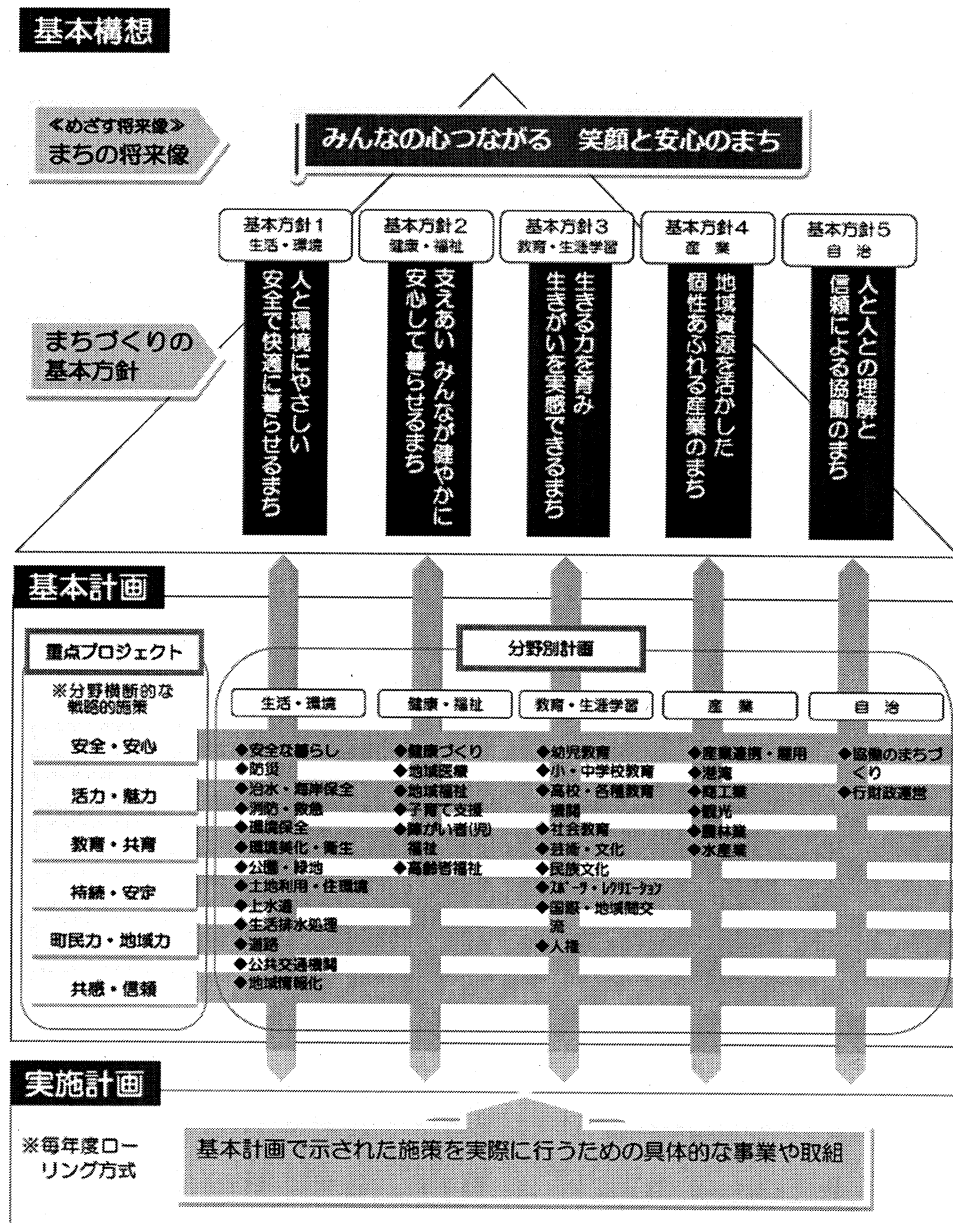 基本構想
≪めざす将来像≫
まちの将来像
みんなの心つながる　笑顔と安心のまち
まちづくりの
基本方針
基本方針1
生活・環境
人と環境にやさしい
安全で快適に暮らせるまち
基本方針2
健康・福祉
支えあい みんなが健やかに
安心して暮らせるまち
基本方針3
教育・生涯学習
生きる力を育み
生きがいを実感できるまち
基本方針4
産 業
地域資源を活かした
個性あふれる産業のまち
基本方針5
自 治
人と人との理解と
信頼による協働のまち
基本計画
重点プロジェクト
※分野横断的な
戦略的施策
安全・安心
活力・魅力
教育・共育
持続・安定
町民力・地域力
共感・信頼
分野別計画
生活・環境
◆安全な暮らし
◆防災
◆治水・海岸保全
◆消防・救急
◆環境保全
◆環境美化・衛生
◆公園・緑地
◆土地利用・住環境
◆上水道
◆生活排水処理
◆道路
◆公共交通機関
◆地域情報化
健康・福祉
◆健康づくり
◆地域医療
◆地域福祉
◆子育て支援
◆障がい者(児)
福祉
◆高齢者福祉
教育・生涯学習
◆幼児教育
◆小・中学校教育
◆高校・各種教育
機関
◆社会教育
◆芸術・文化
◆民族文化
◆ｽﾎﾟｰﾂ・ﾚｸﾘｴｰｼｮﾝ
◆国際・地域間交
流
◆人権
産 業
◆産業連携・雇用
◆港湾
◆商工業
◆観光
◆農林業
◆水産業
自 治
◆協働のまちづ
くり
◆行財政運営
実施計画
※毎年度ロー
リング方式
基本計画で示された施策を実際に行うための具体的な事業や取組